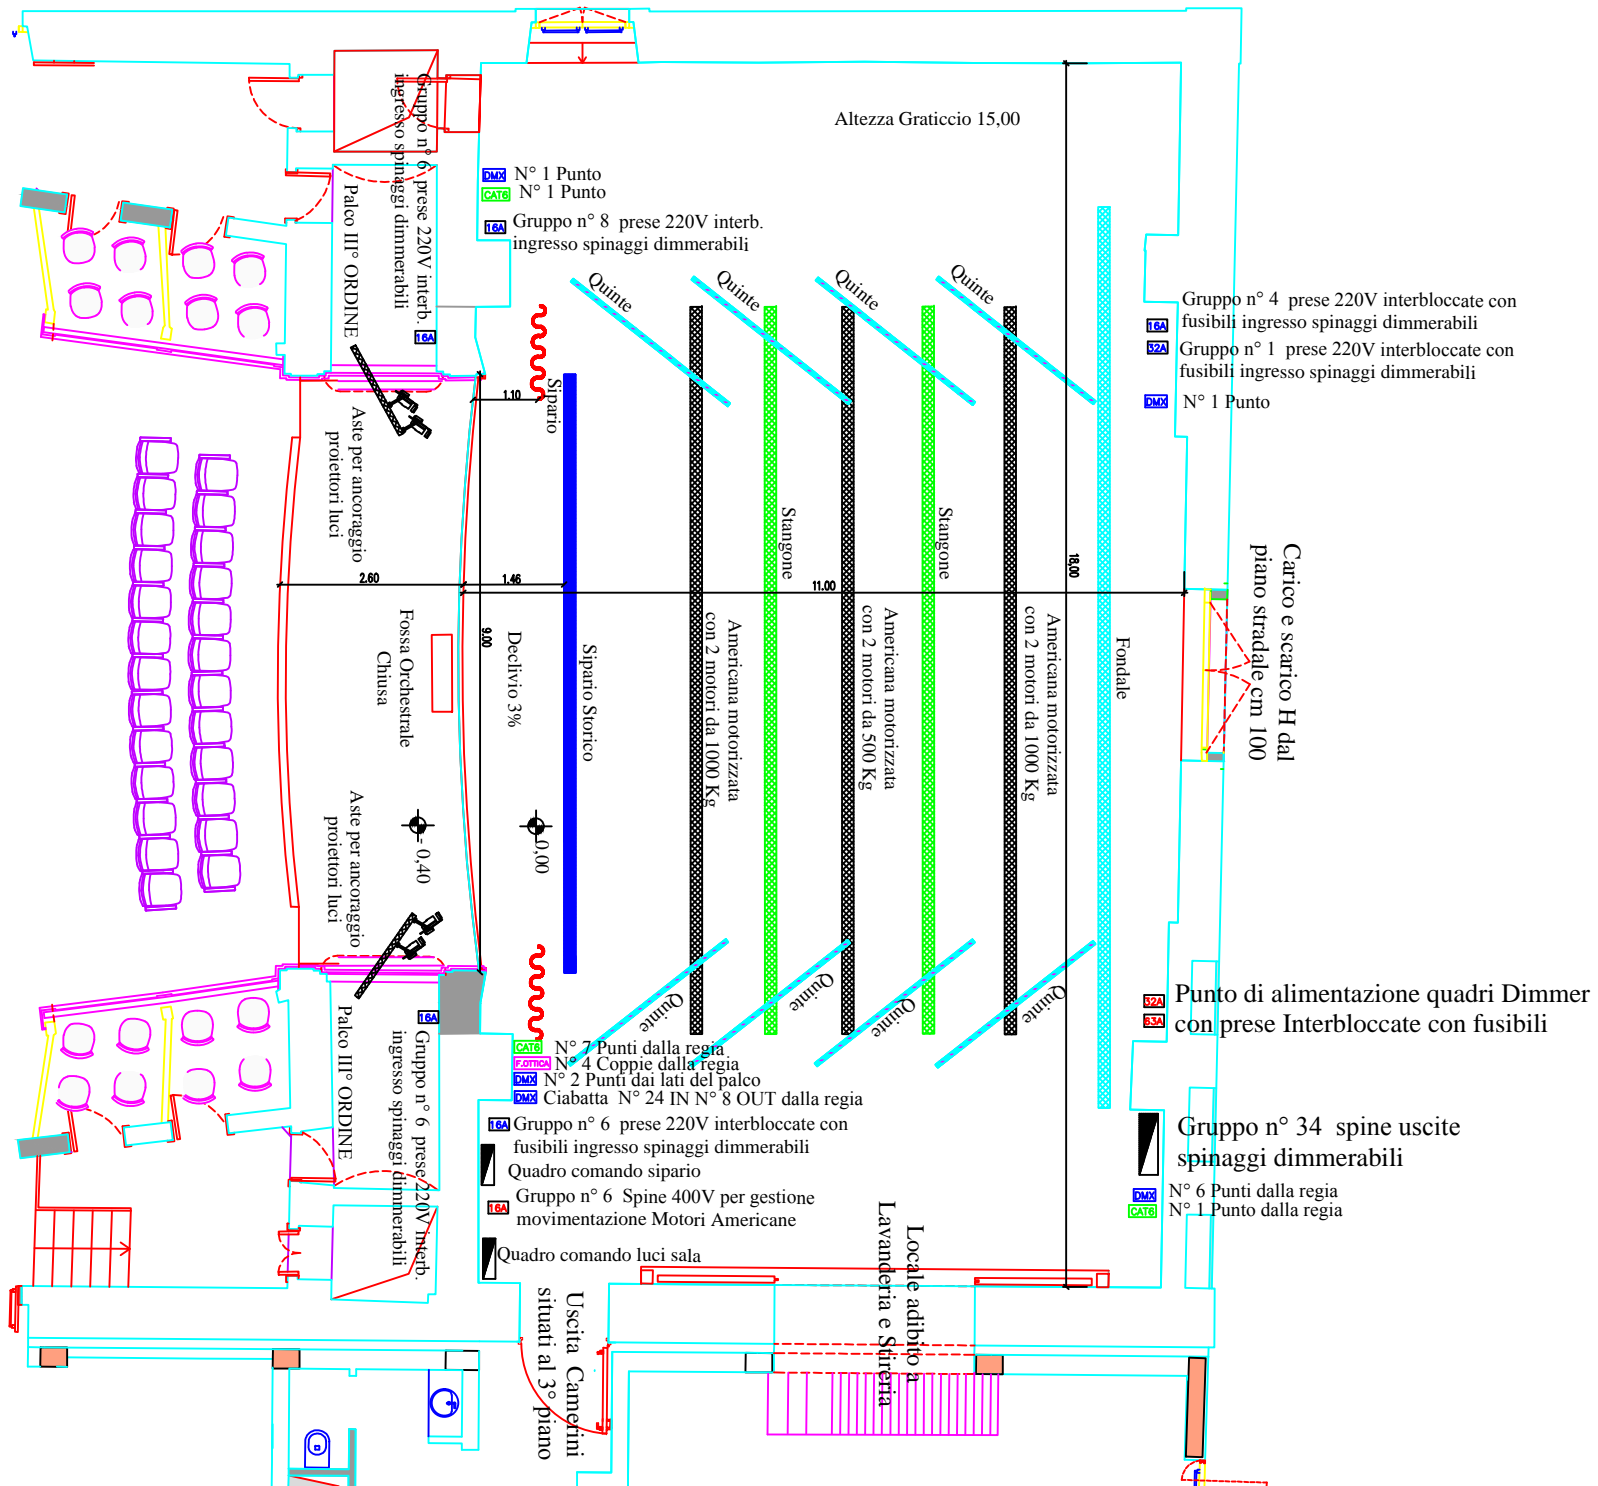 Altezza Graticcio 15,00
Gruppo n° 6 prese 220V interb.
ingresso spinaggi dimmerabili
16A
Palco III° ORDINE
DMX N° 1 Punto
CAT6 N° 1 Punto
16A Gruppo n° 8 prese 220V interb.
ingresso spinaggi dimmerabili
Quinte
Quinte
Quinte
Quinte
Gruppo n° 4 prese 220V interbloccate con
16A fusibili ingresso spinaggi dimmerabili
32A Gruppo n° 1 prese 220V interbloccate con
fusibili ingresso spinaggi dimmerabili
DMX N° 1 Punto
Sipario
1.10
Aste per ancoraggio
proiettori luci
Stangone
Stangone
2.60
1.46
11.00
18,00
9.00
Carico e scarico H dal
piano stradale cm 100
Fossa Orchestrale
Chiusa
Declivio 3%
Sipario Storico
Americana motorizzata
con 2 motori da 1000 Kg
Americana motorizzata
con 2 motori da 500 Kg
Americana motorizzata
con 2 motori da 1000 Kg
Fondale
Aste per ancoraggio
proiettori luci
- 0,40
0,00
Quinte
Quinte
Quinte
Quinte
32A Punto di alimentazione quadri Dimmer
63A con prese Interbloccate con fusibili
16A
Palco III° ORDINE
Gruppo n° 6 prese 220V interb.
ingresso spinaggi dimmerabili
CAT6 N° 7 Punti dalla regia
F.OTTICA N° 4 Coppie dalla regia
DMX N° 2 Punti dai lati del palco
DMX Ciabatta N° 24 IN N° 8 OUT dalla regia
16A Gruppo n° 6 prese 220V interbloccate con
fusibili ingresso spinaggi dimmerabili
Quadro comando sipario
16A Gruppo n° 6 Spine 400V per gestione
movimentazione Motori Americane
Quadro comando luci sala
Gruppo n° 34 spine uscite
spinaggi dimmerabili
DMX N° 6 Punti dalla regia
CAT6 N° 1 Punto dalla regia
Uscita Camerini
situati al 3° piano
Locale adibito a
Lavanderia e Stireria